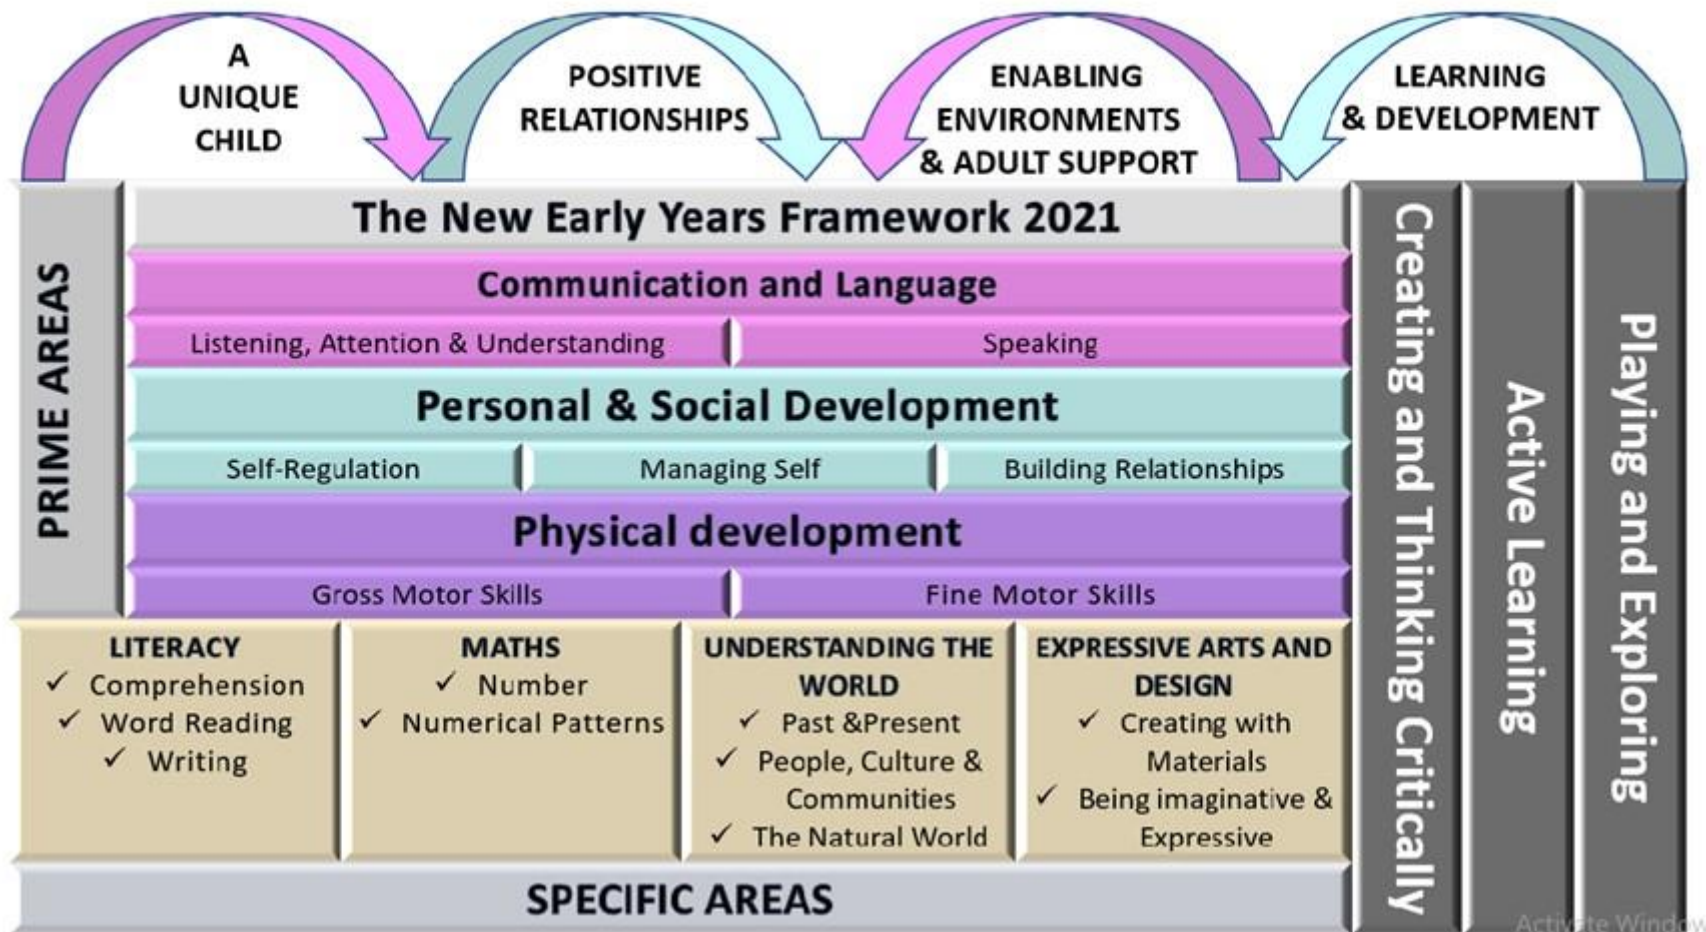 A
UNIQUE
CHILD
POSITIVE
RELATIONSHIPS
ENABLING
ENVIRONMENTS
& ADULT SUPPORT
LEARNING
& DEVELOPMENT
PRIME AREAS
The New Early Years Framework 2021
Communication and Language
Listening, Attention & Understanding
Speaking
Personal & Social Development
Self-Regulation
Managing Self
Building Relationships
Physical development
Gross Motor Skills
Fine Motor Skills
LITERACY
✓ Comprehension
✓ Word Reading
✓ Writing
MATHS
✓ Number
✓ Numerical Patterns
UNDERSTANDING THE
WORLD
✓ Past &Present
✓ People, Culture &
Communities
✓ The Natural World
EXPRESSIVE ARTS AND
DESIGN
✓ Creating with
Materials
✓ Being imaginative &
Expressive
SPECIFIC AREAS
Creating and Thinking Critically
Active Learning
Playing and Exploring
Activate Window